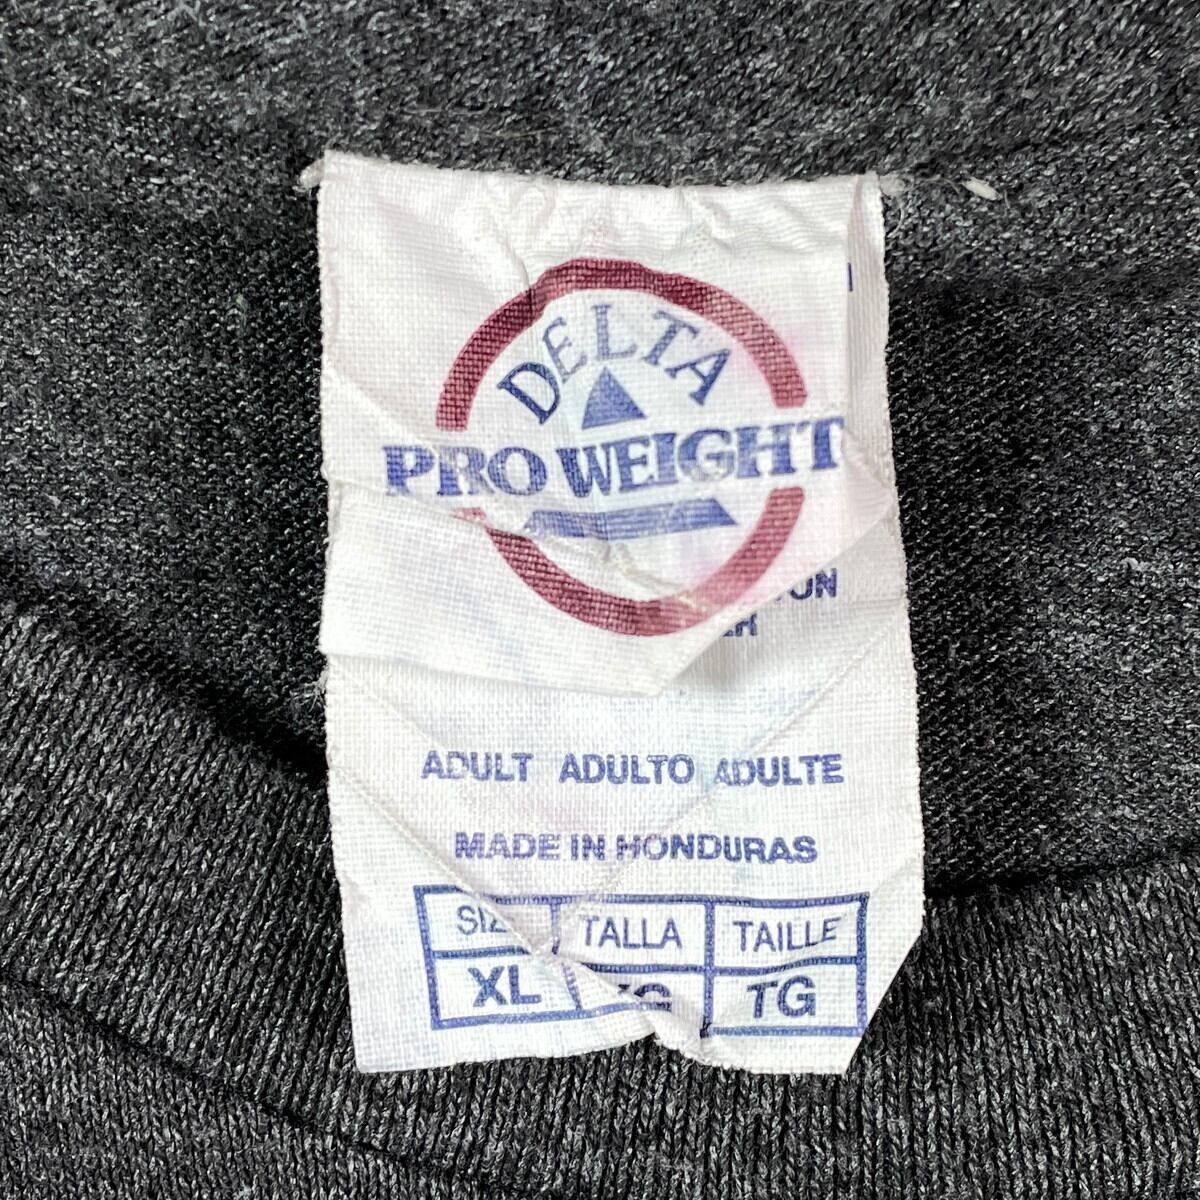 DELTA
PRO WEIGHT
ADULT ADULTO ADULTE
MADE IN HONDURAS
TALLA TAILLE
XL TG